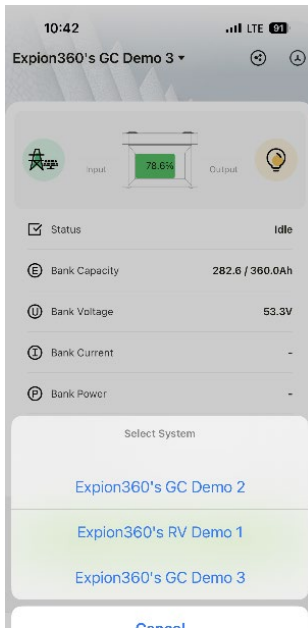 10:42 LTE 91
Expion360's GC Demo 3
Input 78.6% Output
Status Idle
E Bank Capacity 282.6 / 360.0Ah
U Bank Voltage 53.3V
I Bank Current -
P Bank Power -
Select System
Expion360's GC Demo 2
Expion360's RV Demo 1
Expion360's GC Demo 3
Cancel